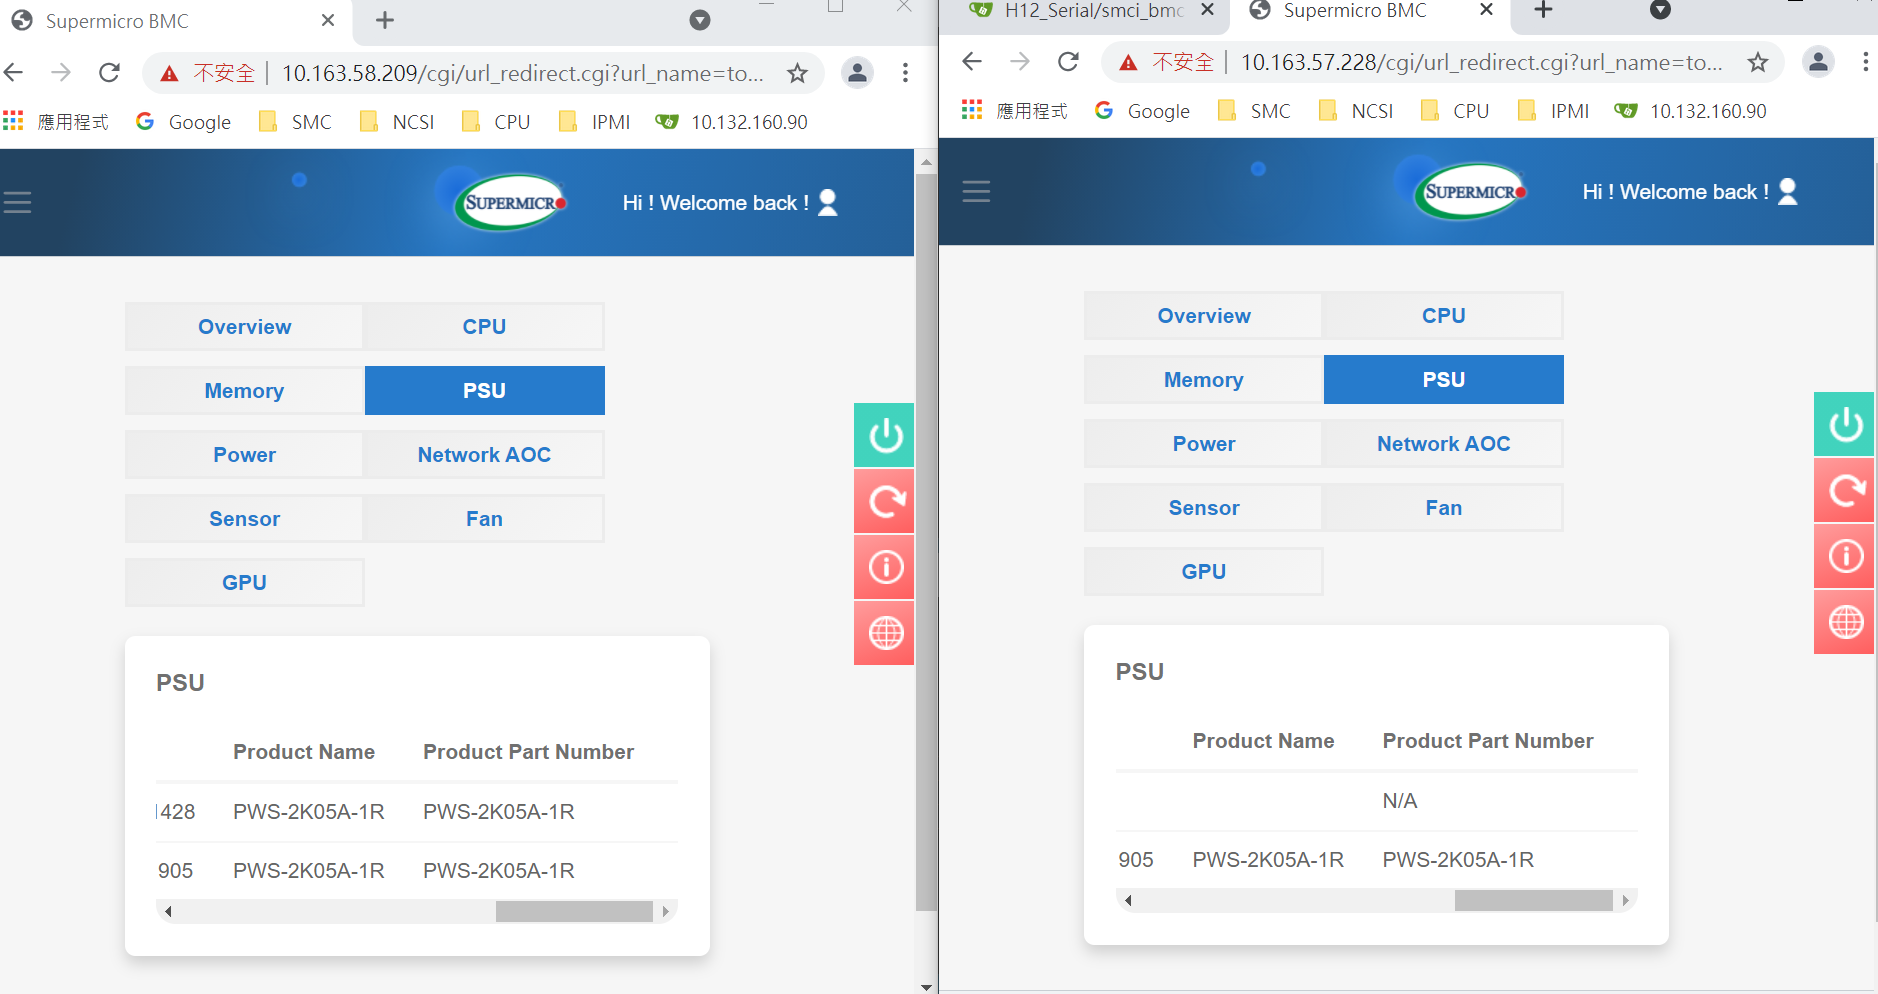 Supermicro BMC
不安全 | 10.163.58.209/cgi/url_redirect.cgi?url_name=to...
應用程式 Google SMC NCSI CPU IPMI 10.132.160.90
SUPERMICR
Hi ! Welcome back !
Overview CPU
Memory PSU
Power Network AOC
Sensor Fan
GPU
PSU
Product Name Product Part Number
428 PWS-2K05A-1R PWS-2K05A-1R
905 PWS-2K05A-1R PWS-2K05A-1R
H12_Serial/smci_bmc Supermicro BMC
不安全 | 10.163.57.228/cgi/url_redirect.cgi?url_name=to...
應用程式 Google SMC NCSI CPU IPMI 10.132.160.90
SUPERMICR
Hi ! Welcome back !
Overview CPU
Memory PSU
Power Network AOC
Sensor Fan
GPU
PSU
Product Name Product Part Number
N/A
905 PWS-2K05A-1R PWS-2K05A-1R